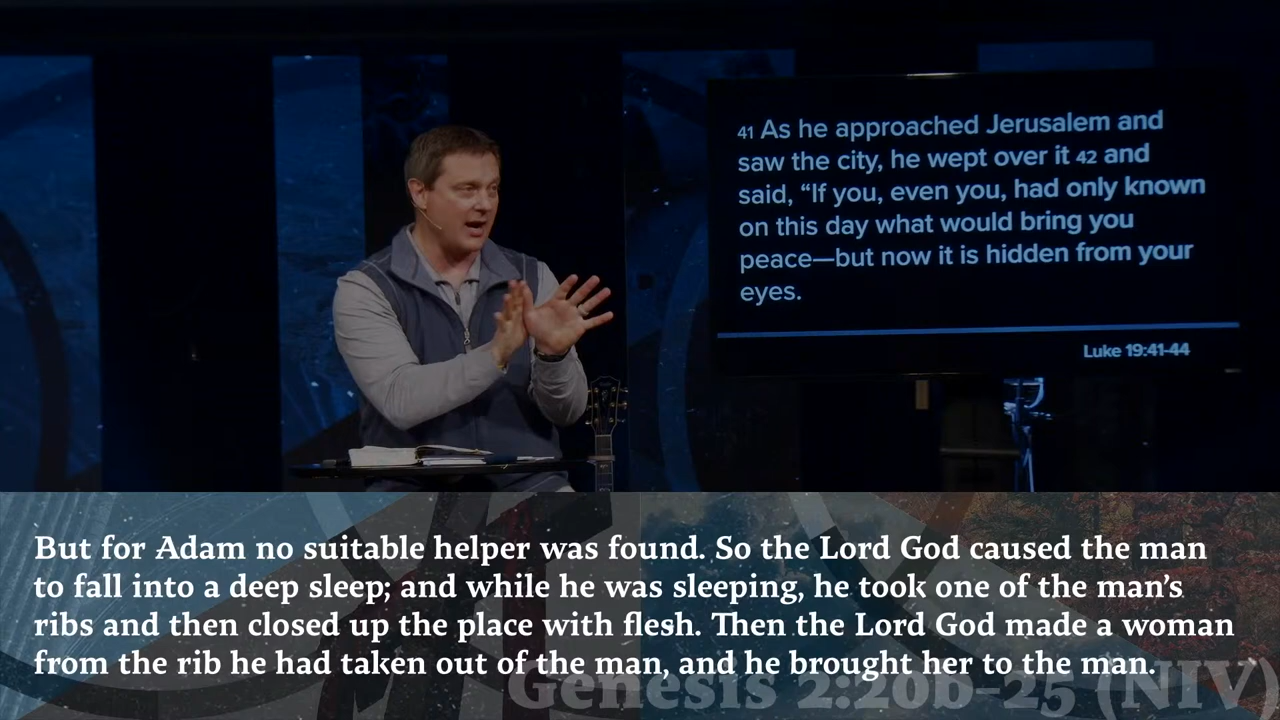 41 As he approached Jerusalem and
saw the city, he wept over it 42 and
said, “If you, even you, had only known
on this day what would bring you
peace—but now it is hidden from your
eyes.
Luke 19:41-44
But for Adam no suitable helper was found. So the Lord God caused the man
to fall into a deep sleep; and while he was sleeping, he took one of the man’s
ribs and then closed up the place with flesh. Then the Lord God made a woman
from the rib he had taken out of the man, and he brought her to the man.
Genesis 2:20b-25 (NIV)